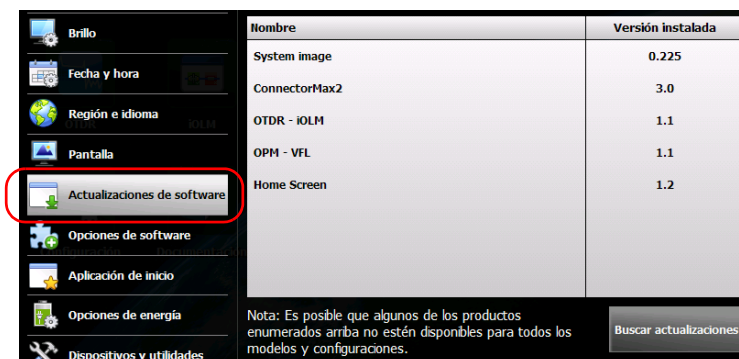 Brillo
Fecha y hora
Región e idioma
Pantalla
Actualizaciones de software
Opciones de software
Aplicación de inicio
Opciones de energía
Dispositivos y utilidades
Nombre Versión instalada
System image 0.225
ConnectorMax2 3.0
OTDR - iOLM 1.1
OPM - VFL 1.1
Home Screen 1.2
Nota: Es posible que algunos de los productos
enumerados arriba no estén disponibles para todos los
modelos y configuraciones.
Buscar actualizaciones
OTDR
iOLM
Configuración